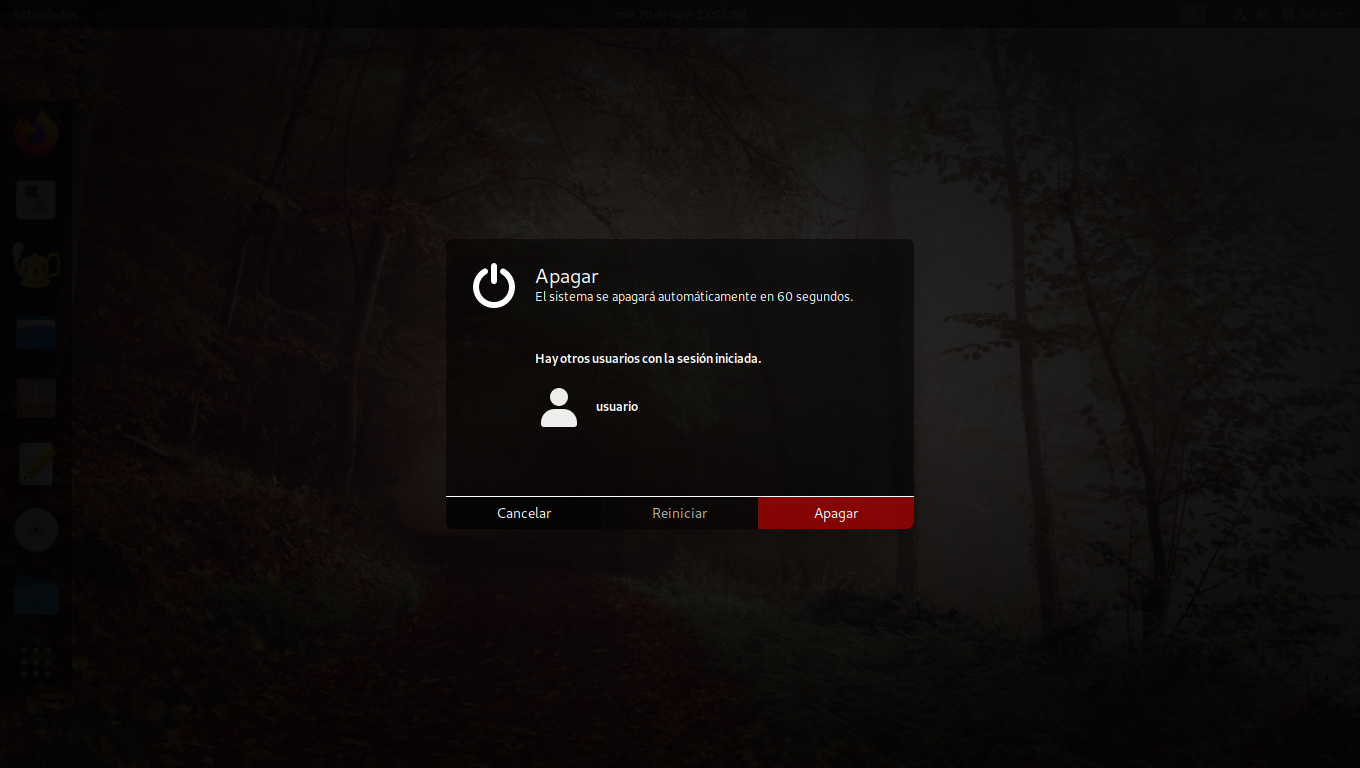 Actividades
mié 20 de nov 13:51:58
Apagar
El sistema se apagará automáticamente en 60 segundos.
Hay otros usuarios con la sesión iniciada.
usuario
Cancelar
Reiniciar
Apagar